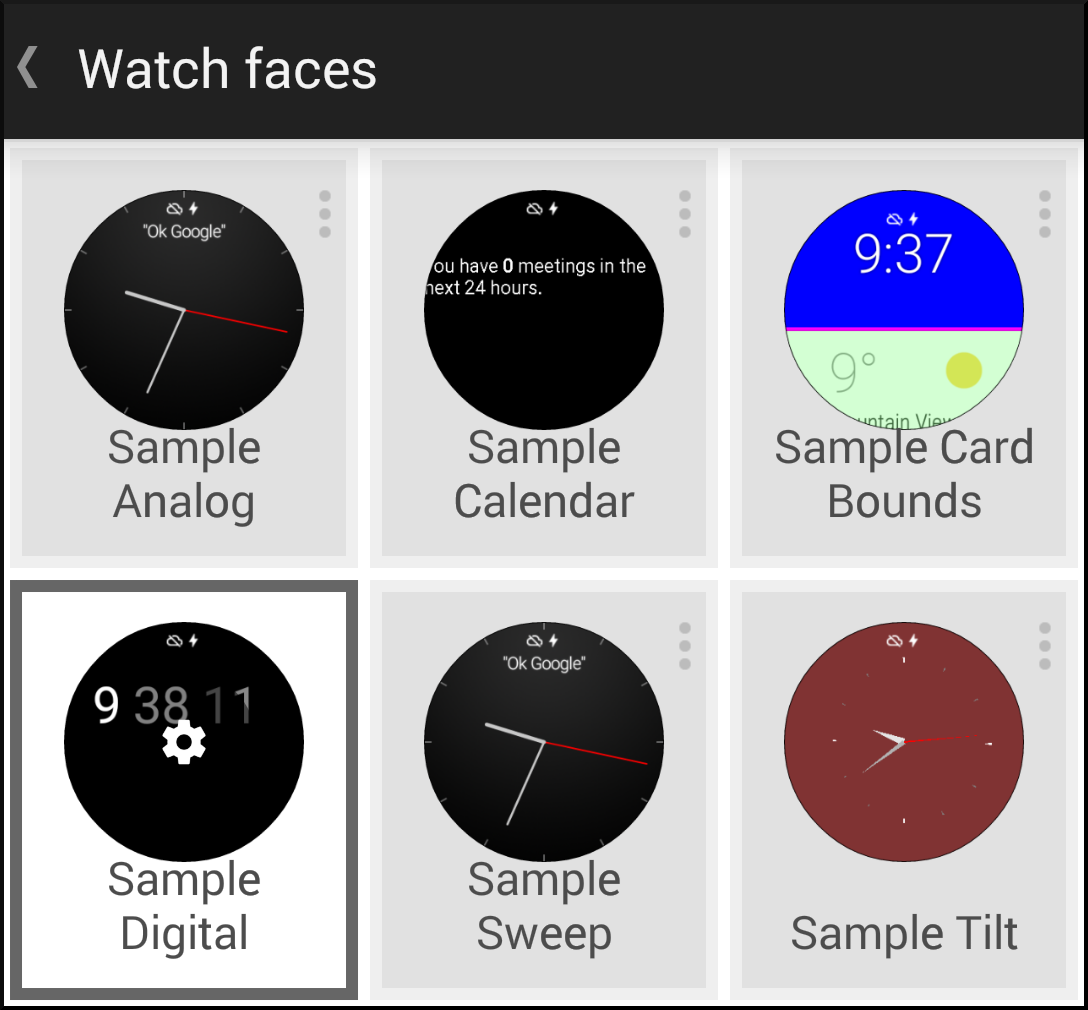 Watch faces
"Ok Google"
Sample
Analog
ou have 0 meetings in the
next 24 hours.
Sample
Calendar
9:37
9°
untain View
Sample Card
Bounds
9 38 11
Sample
Digital
"Ok Google"
Sample
Sweep
Sample Tilt